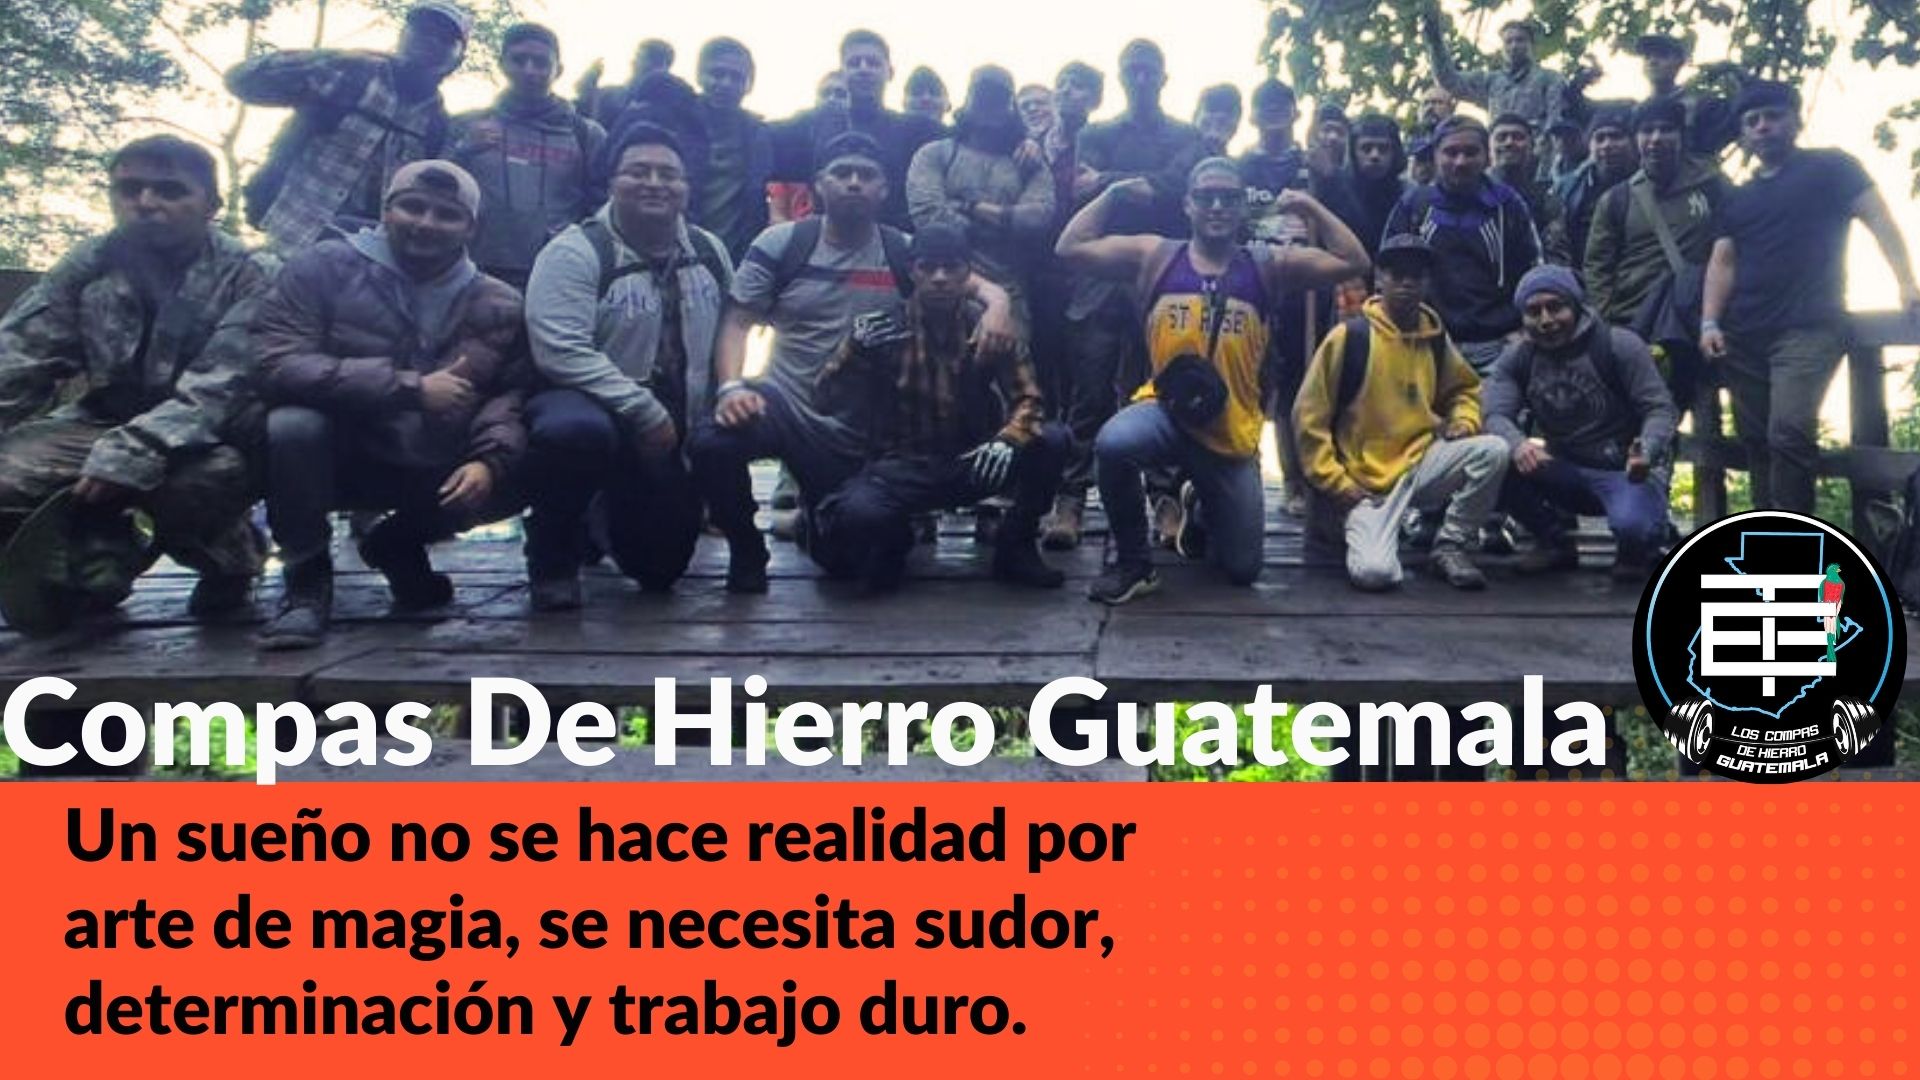 Compas De Hierro Guatemala
LOS COMPAS
DE HIERRO
GUATEMALA
Un sueño no se hace realidad por
arte de magia, se necesita sudor,
determinación y trabajo duro.